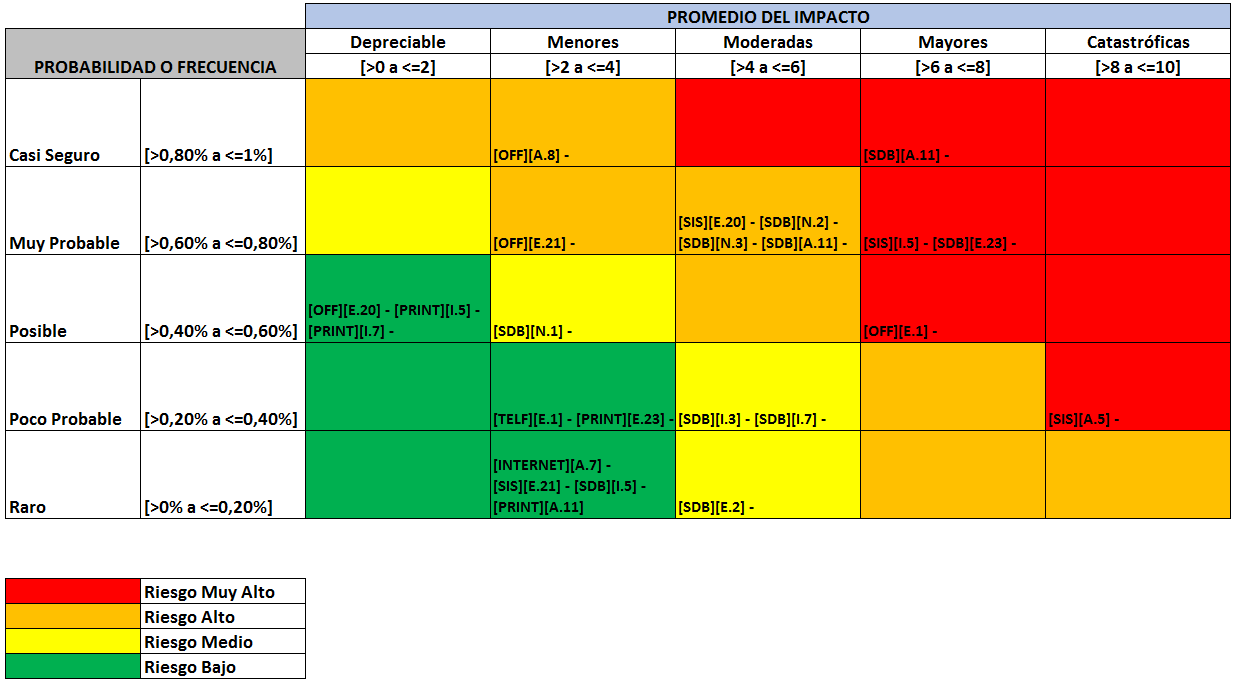 PROMEDIO DEL IMPACTO
PROBABILIDAD O FRECUENCIA
Depreciable
Menores
Moderadas
Mayores
Catastróficas
[>0 a <=2]
[>2 a <=4]
[>4 a <=6]
[>6 a <=8]
[>8 a <=10]
Casi Seguro
[>0,80% a <=1%]
[OFF][A.8] -
[SDB][A.11] -
Muy Probable
[>0,60% a <=0,80%]
[OFF][E.21] -
[SIS][E.20] - [SDB][N.2] -
[SDB][N.3] - [SDB][A.11] -
[SIS][I.5] - [SDB][E.23] -
Posible
[>0,40% a <=0,60%]
[OFF][E.20] - [PRINT][I.5] -
[PRINT][I.7] -
[SDB][N.1] -
[OFF][E.1] -
Poco Probable
[>0,20% a <=0,40%]
[TELF][E.1] - [PRINT][E.23] -
[SDB][I.3] - [SDB][I.7] -
[SIS][A.5] -
Raro
[>0% a <=0,20%]
[INTERNET][A.7] -
[SIS][E.21] - [SDB][I.5] -
[PRINT][A.11]
[SDB][E.2] -
Riesgo Muy Alto
Riesgo Alto
Riesgo Medio
Riesgo Bajo